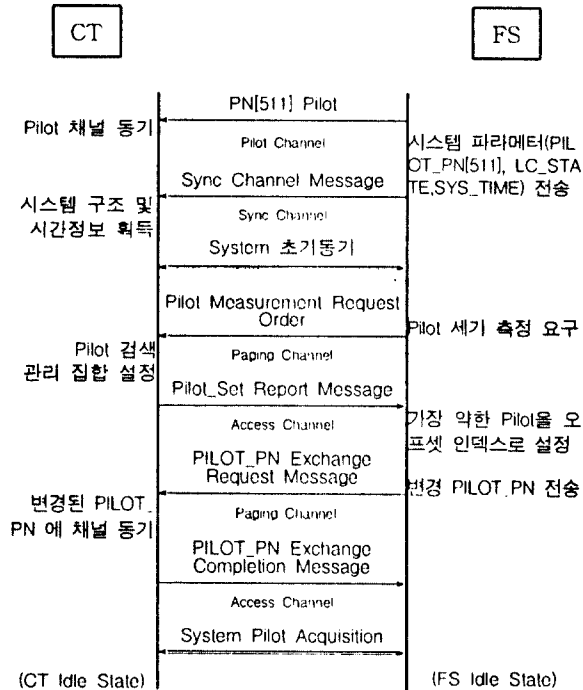 CT
FS
PN[511] Pilot
Pilot 채널 동기
Pilot Channel
시스템 파라메터(PIL
OT_PN[511], LC_STA
TE,SYS_TIME) 전송
Sync Channel Message
시스템 구조 및
시간정보 획득
Sync Channel
System 초기동기
Pilot Measurement Request
Order
Pilot 세기 측정 요구
Pilot 검색
관리 집합 설정
Paging Channel
Pilot_Set Report Message
Access Channel
가장 약한 Pilot을 오
프셋 인덱스로 설정
PILOT_PN Exchange
Request Message
변경 PILOT_PN 전송
변경된 PILOT_
PN 에 채널 동기
Paging Channel
PILOT_PN Exchange
Completion Message
Access Channel
System Pilot Acquisition
(CT Idle State)
(FS Idle State)